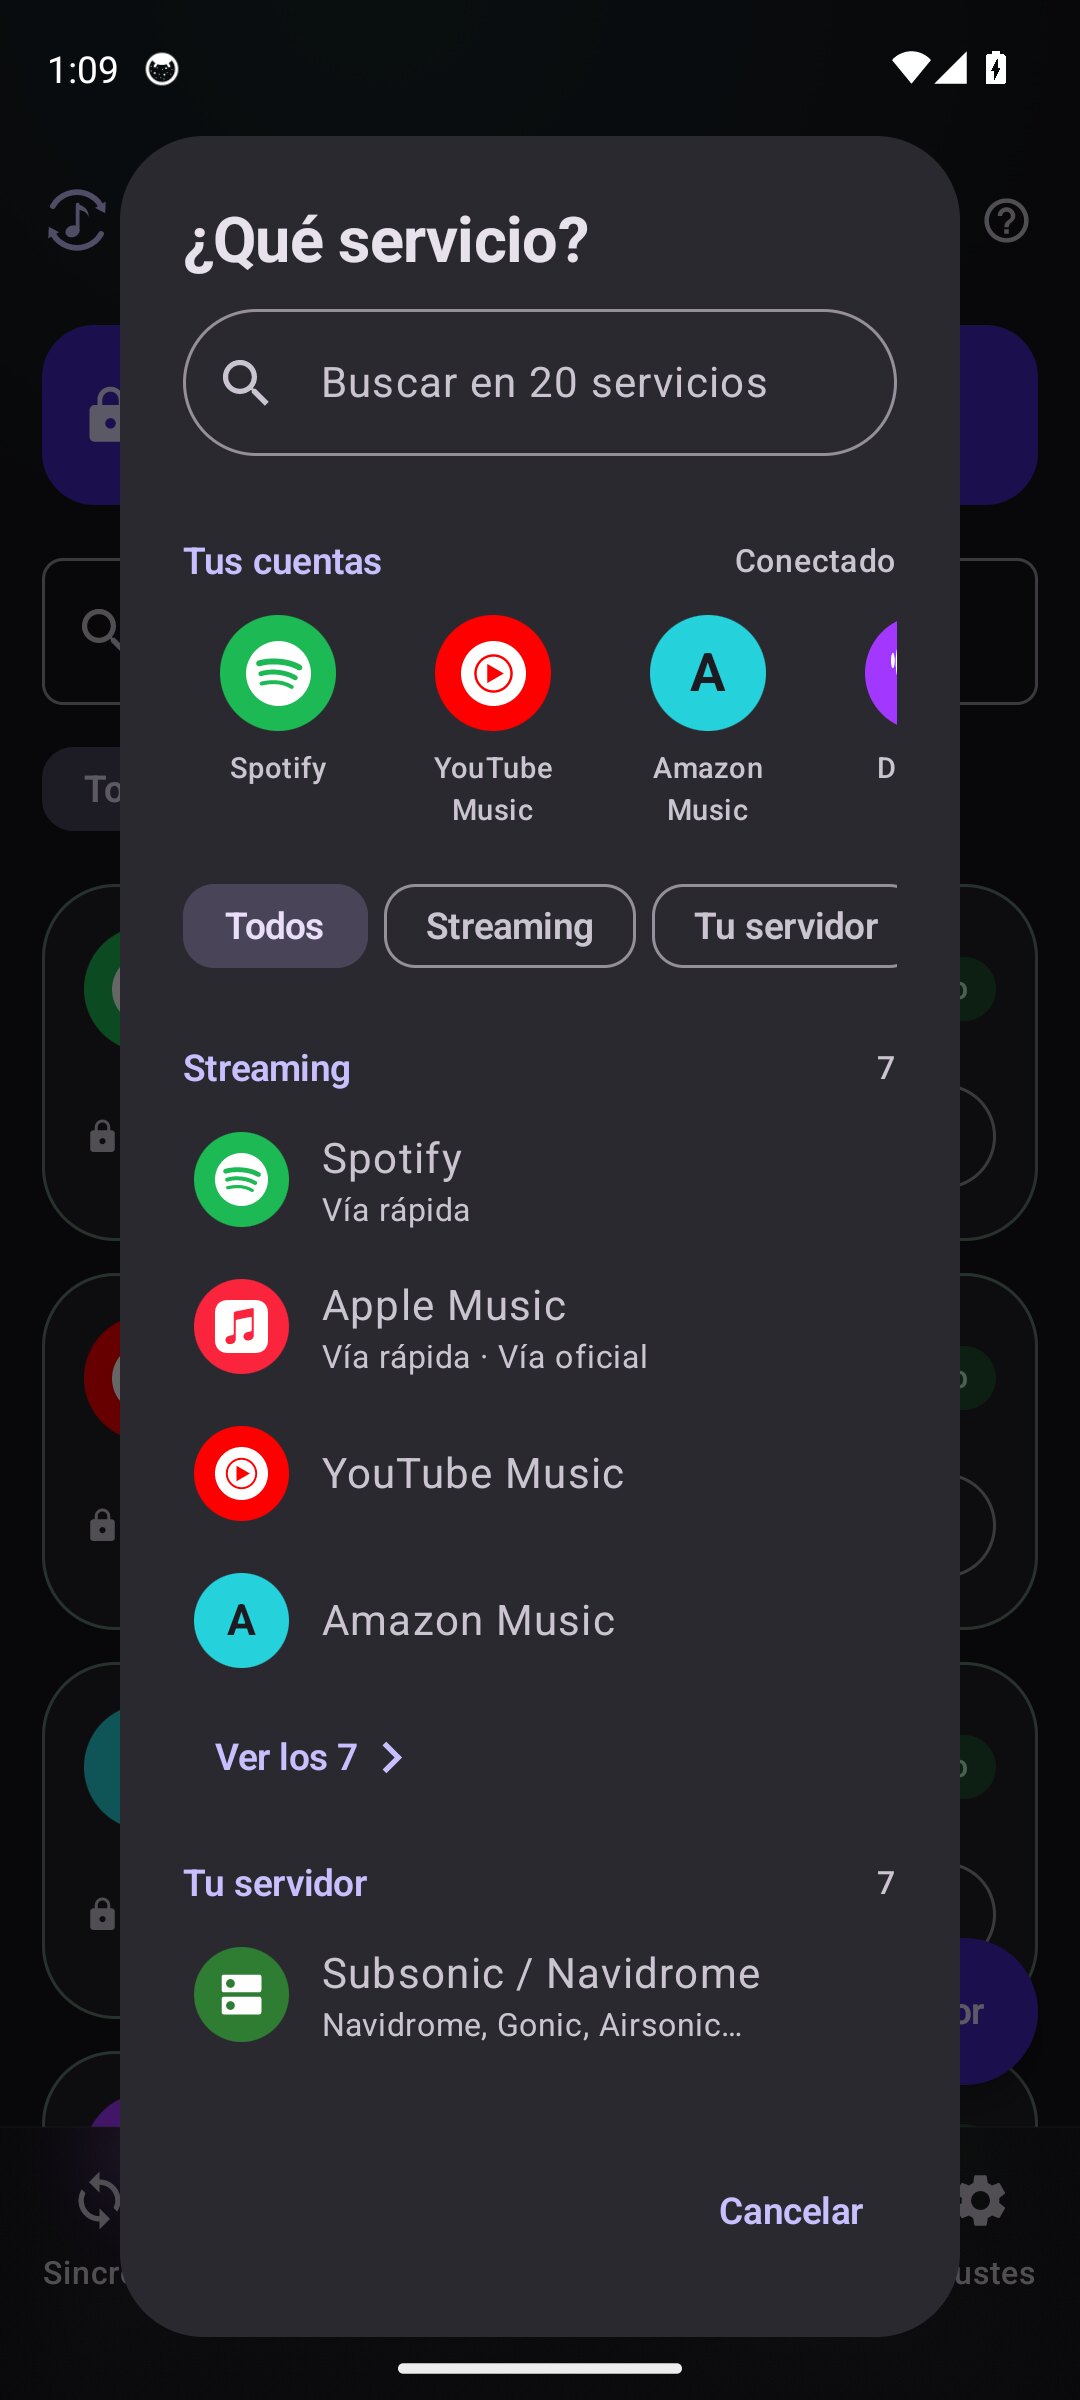 1:09
¿Qué servicio?
Buscar en 20 servicios
Tus cuentas
Conectado
Spotify
YouTube Music
A
Amazon Music
D
Todos
Streaming
Tu servidor
Streaming
7
Spotify
Vía rápida
Apple Music
Vía rápida · Vía oficial
YouTube Music
A
Amazon Music
Ver los 7
Tu servidor
7
Subsonic / Navidrome
Navidrome, Gonic, Airsonic…
Cancelar